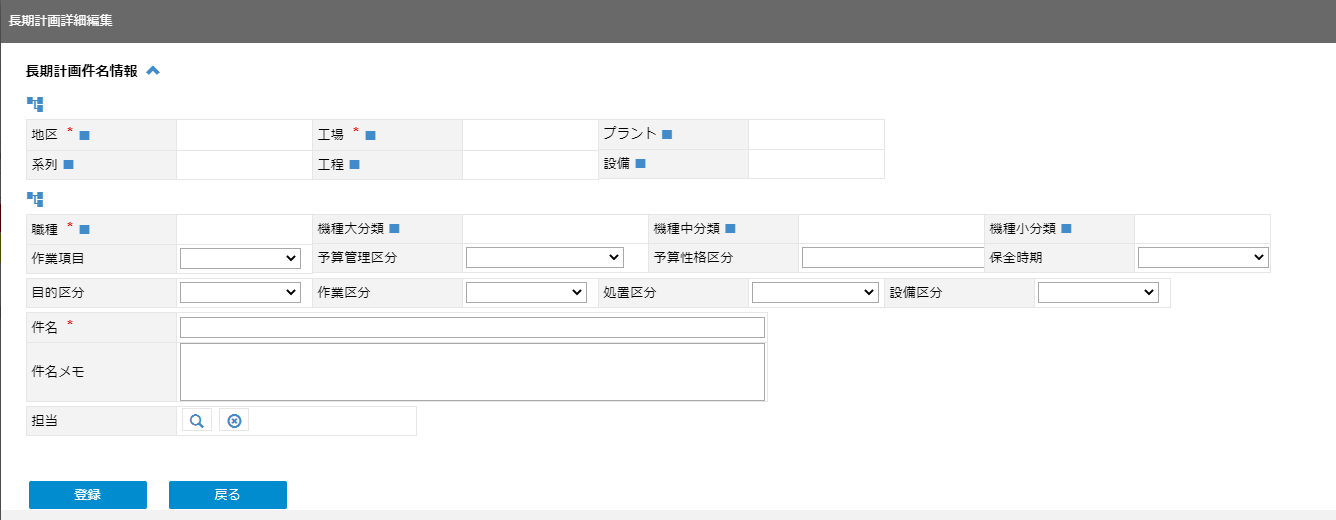 長期計画詳細編集
長期計画件名情報
地区 * 工場 * プラント
系列 工程 設備
職種 * 機種大分類 機種中分類 機種小分類
作業項目 予算管理区分 予算性格区分 保全時期
目的区分 作業区分 処置区分 設備区分
件名 *
件名メモ
担当
登録 戻る